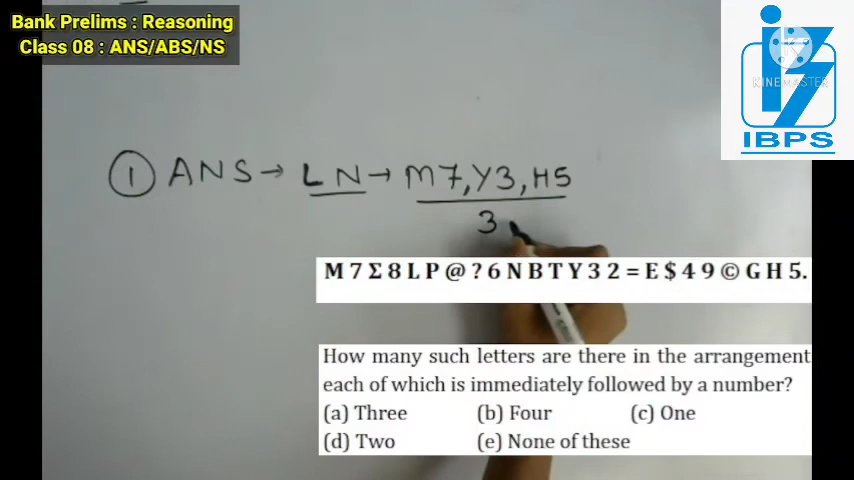 Bank Prelims : Reasoning
Class 08 : ANS/ABS/NS
KINEMASTER
IBPS
① ANS → LN → M7, Y3, H5
3
M 7 Σ 8 L P @ ? 6 N B T Y 3 2 = E $ 4 9 © G H 5.
How many such letters are there in the arrangement
each of which is immediately followed by a number?
(a) Three (b) Four (c) One
(d) Two (e) None of these